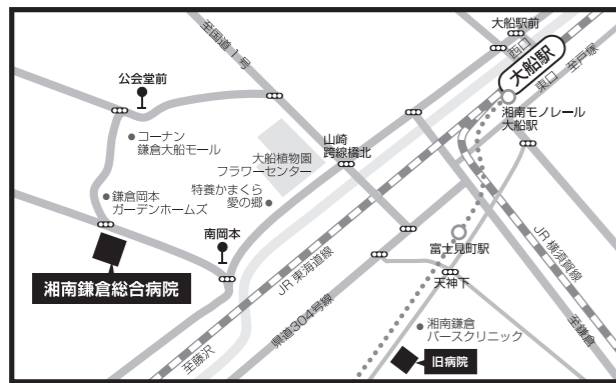 大船駅前
西口
大船駅
東口
至戸塚
至国道1号
公会堂前
湘南モノレール
大船駅
コーナン
鎌倉大船モール
山崎
跨線橋北
大船植物園
フラワーセンター
特養かまくら
愛の郷
鎌倉岡本
ガーデンホームズ
南岡本
富士見町駅
JR横須賀線
湘南鎌倉総合病院
JR東海道線
天神下
県道304号線
湘南鎌倉
バースクリニック
至鎌倉
至藤沢
旧病院